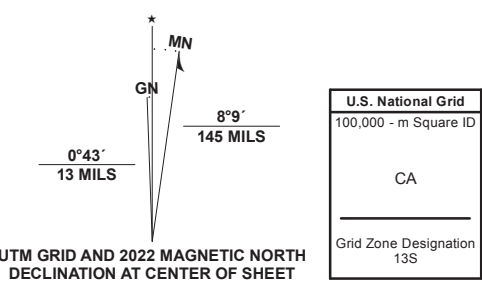 ★
MN
GN
8°9´
145 MILS
0°43´
13 MILS
UTM GRID AND 2022 MAGNETIC NORTH
DECLINATION AT CENTER OF SHEET
U.S. National Grid
100,000 - m Square ID
CA
Grid Zone Designation
13S